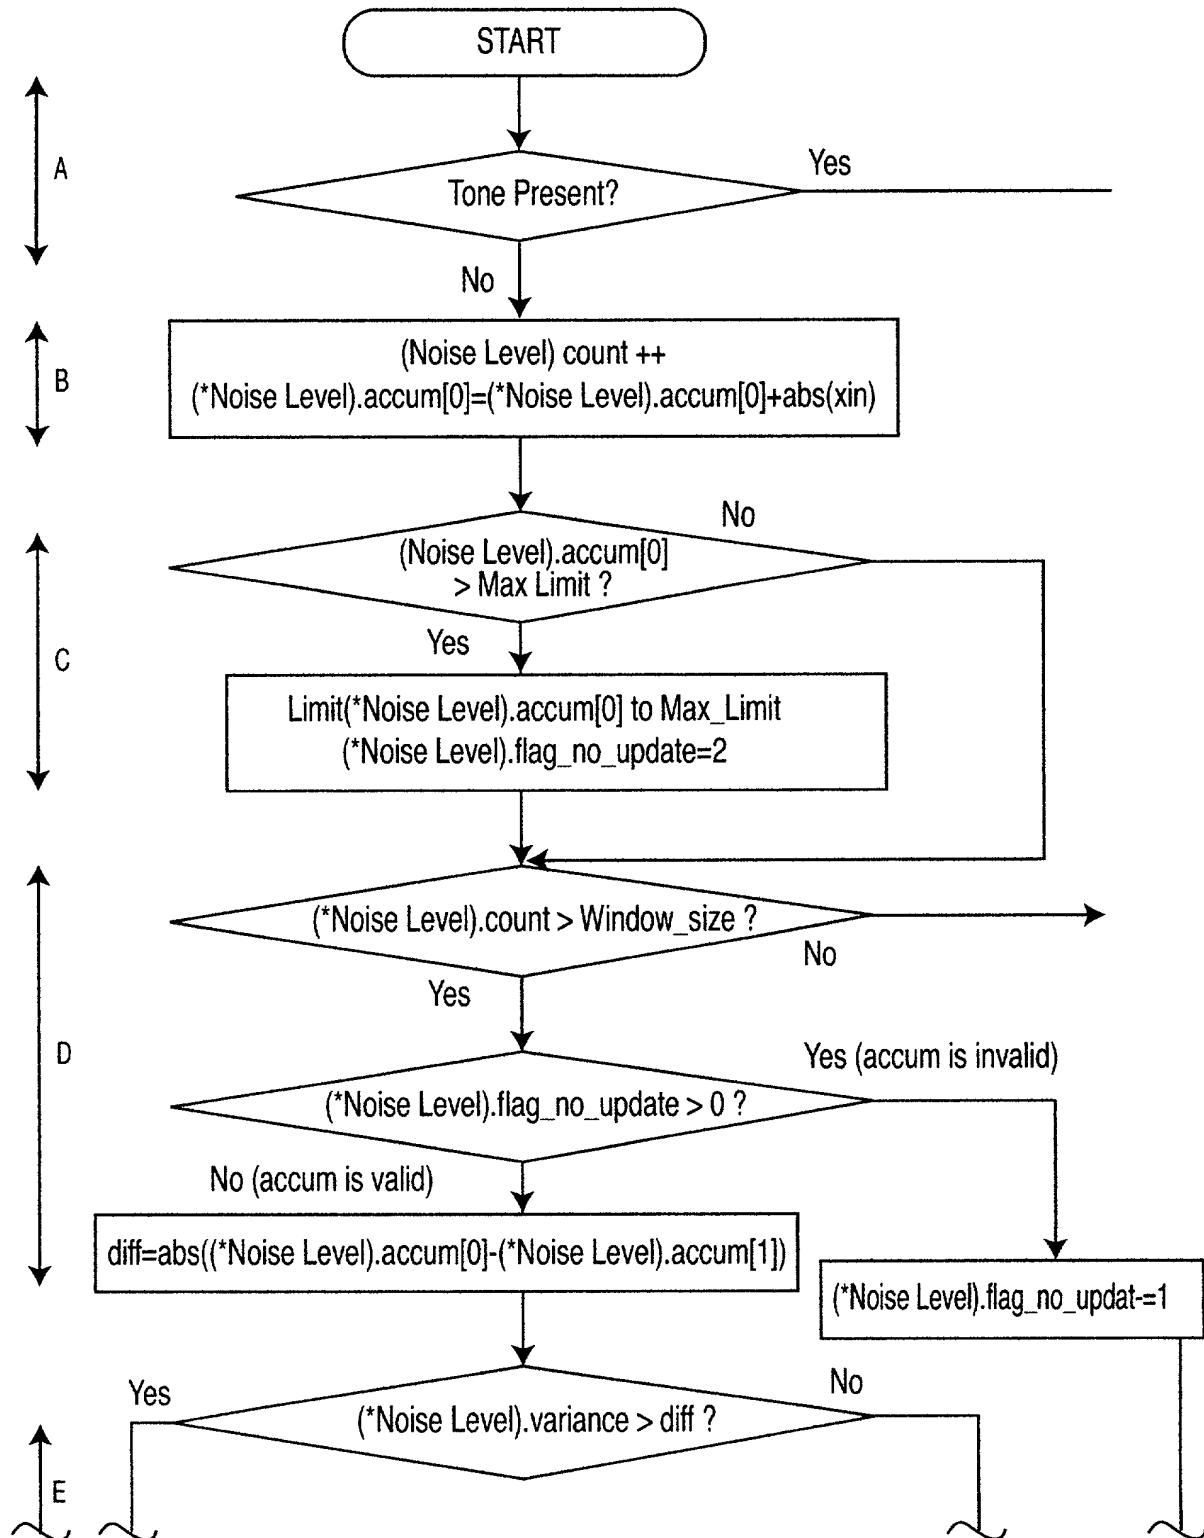 START
A
Yes
Tone Present?
No
B
(Noise Level) count ++
(*Noise Level).accum[0]=(*Noise Level).accum[0]+abs(xin)
No
(Noise Level).accum[0]
> Max Limit ?
C
Yes
Limit(*Noise Level).accum[0] to Max_Limit
(*Noise Level).flag_no_update=2
(*Noise Level).count > Window_size ?
No
Yes
D
Yes (accum is invalid)
(*Noise Level).flag_no_update > 0 ?
No (accum is valid)
diff=abs((*Noise Level).accum[0]-(*Noise Level).accum[1])
(*Noise Level).flag_no_updat-=1
Yes
No
(*Noise Level).variance > diff ?
E